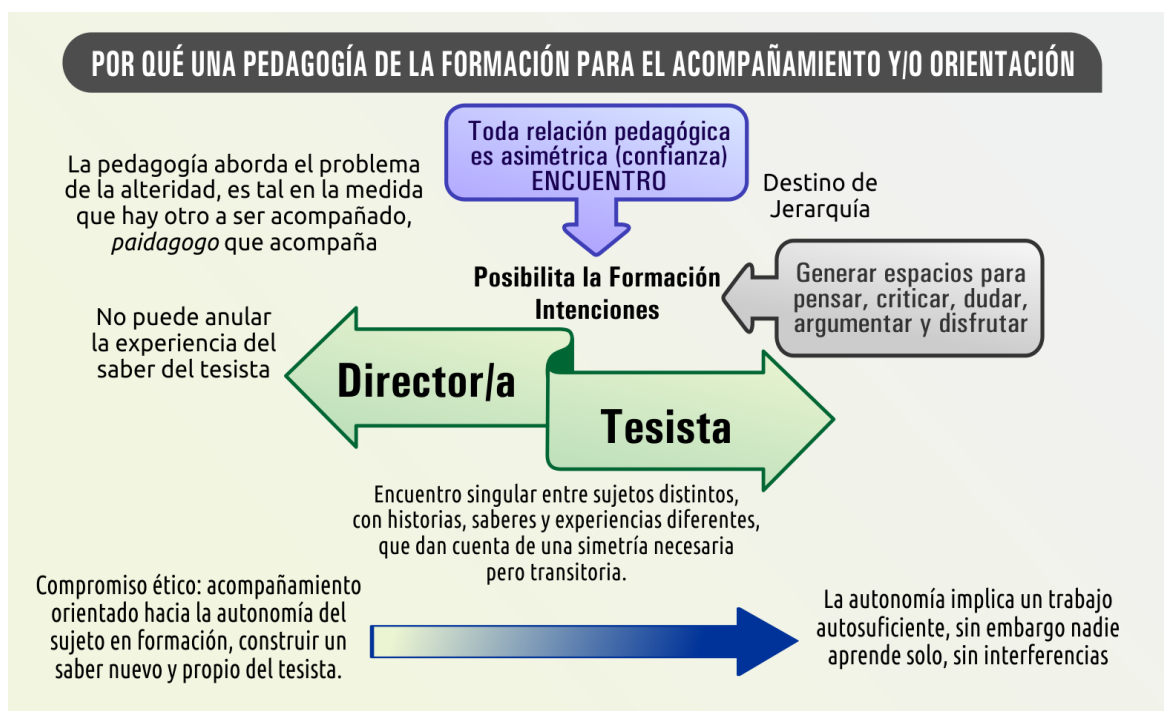 POR QUÉ UNA PEDAGOGÍA DE LA FORMACIÓN PARA EL ACOMPAÑAMIENTO Y/O ORIENTACIÓN
La pedagogía aborda el problema
de la alteridad, es tal en la medida
que hay otro a ser acompañado,
paidagogo que acompaña
Toda relación pedagógica
es asimétrica (confianza)
ENCUENTRO
Destino de
Jerarquía
Posibilita la Formación
Intenciones
Generar espacios para
pensar, criticar, dudar,
argumentar y disfrutar
No puede anular
la experiencia del
saber del tesista
Director/a
Tesista
Encuentro singular entre sujetos distintos,
con historias, saberes y experiencias diferentes,
que dan cuenta de una simetría necesaria
pero transitoria.
Compromiso ético: acompañamiento
orientado hacia la autonomía del
sujeto en formación, construir un
saber nuevo y propio del tesista.
La autonomía implica un trabajo
autosuficiente, sin embargo nadie
aprende solo, sin interferencias